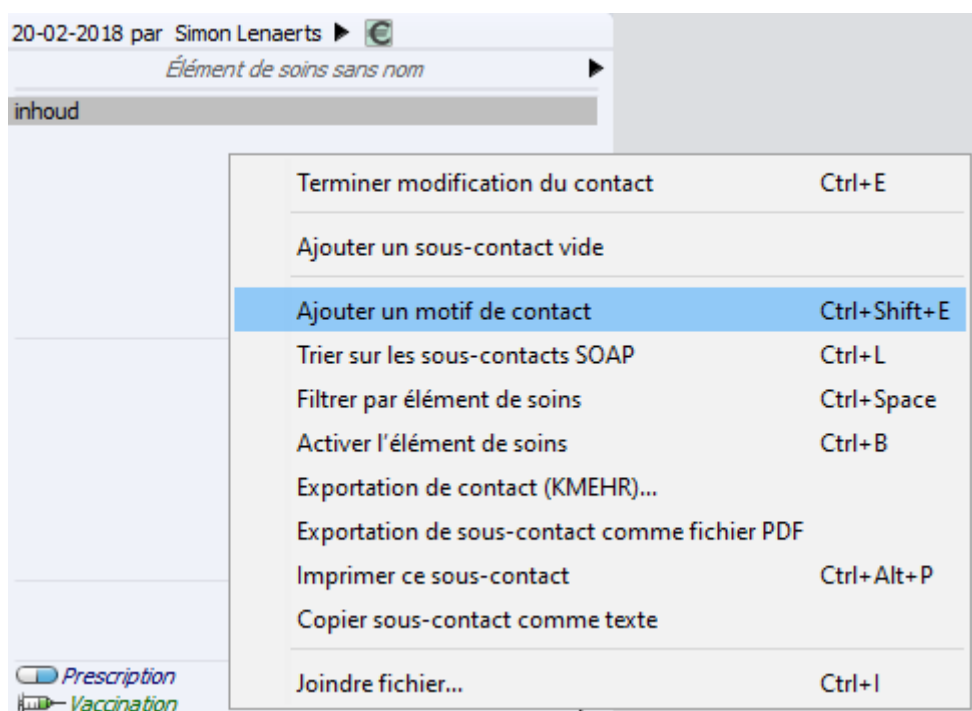 20-02-2018 par Simon Lenaerts
Élément de soins sans nom
inhoud
Terminer modification du contact Ctrl+E
Ajouter un sous-contact vide
Ajouter un motif de contact Ctrl+Shift+E
Trier sur les sous-contacts SOAP Ctrl+L
Filtrer par élément de soins Ctrl+Space
Activer l'élément de soins Ctrl+B
Exportation de contact (KMEHR)...
Exportation de sous-contact comme fichier PDF
Imprimer ce sous-contact Ctrl+Alt+P
Copier sous-contact comme texte
Prescription
Joindre fichier... Ctrl+I
Vaccination